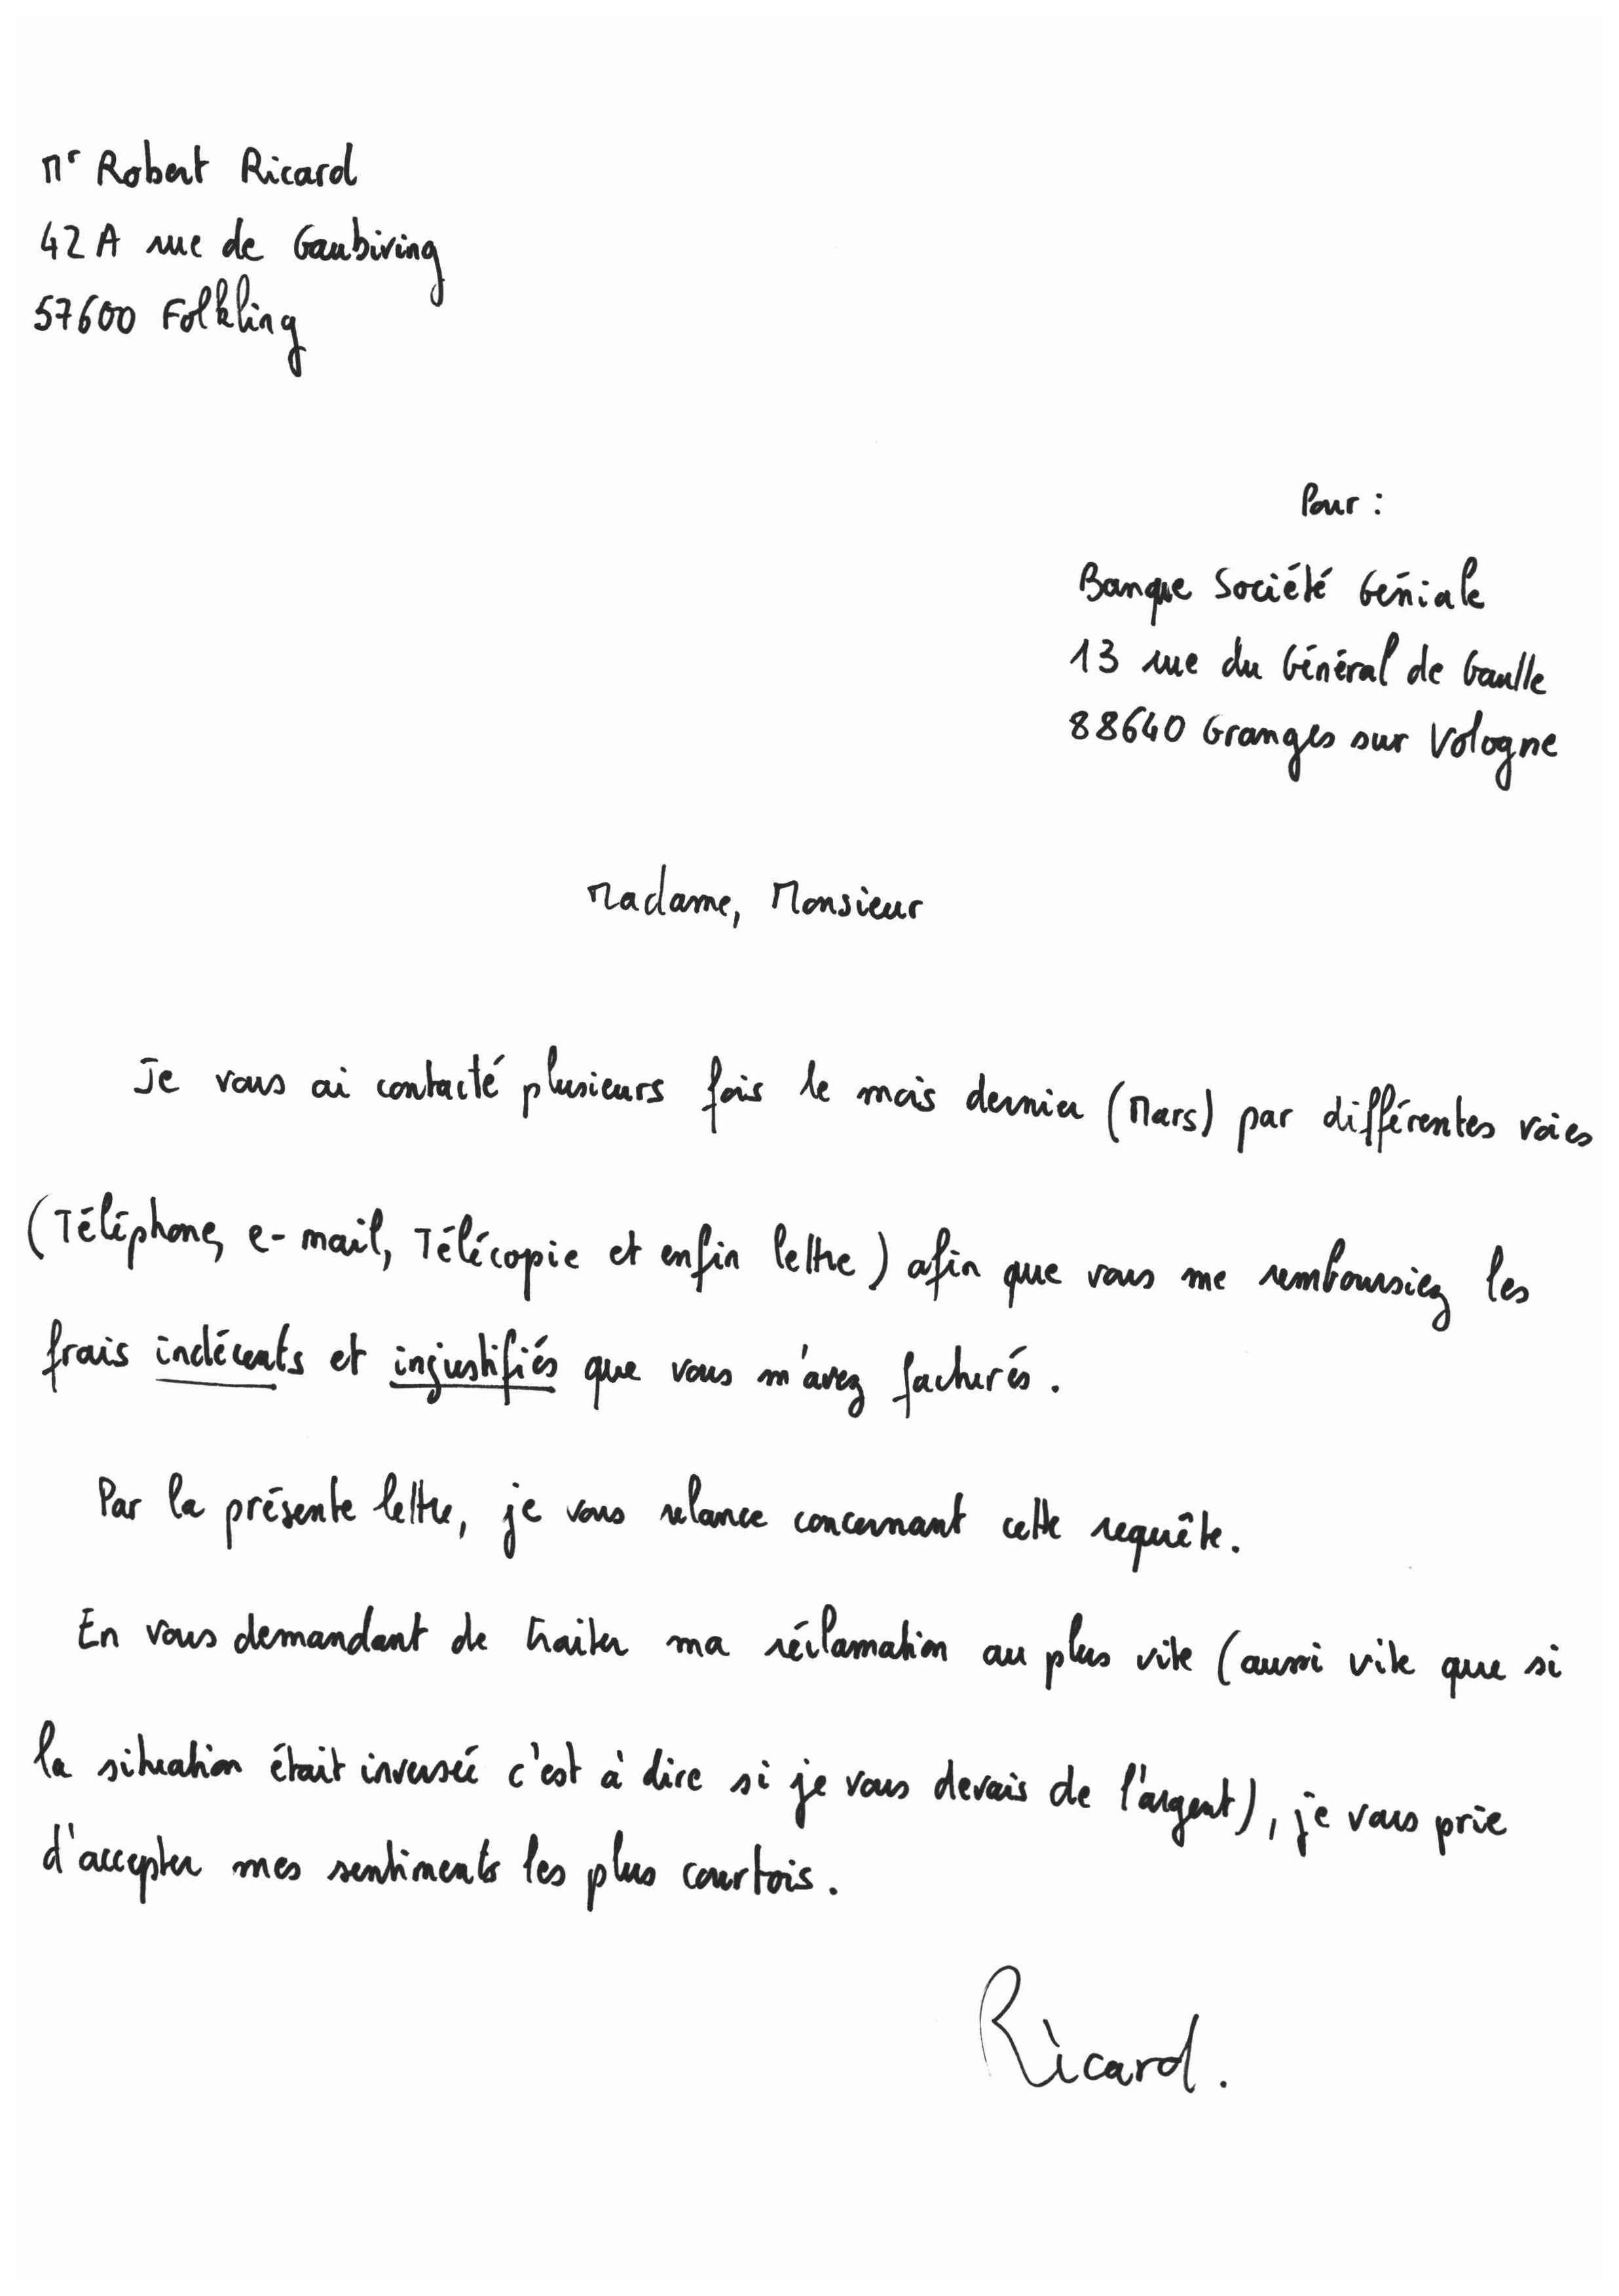 Mr Robert Ricard
42A rue de Gaubiving
57600 Folkling
Pour :
Banque Société Géniale
13 rue du Général de Gaulle
88640 Granges sur Vologne
Madame, Monsieur
Je vous ai contacté plusieurs fois le mois dernier (Mars) par différentes voies
(Téléphone, e-mail, Télécopie et enfin lettre) afin que vous me remboursiez les
frais indécents et injustifiés que vous m'avez facturés.
Par la présente lettre, je vous relance concernant cette requête.
En vous demandant de traiter ma réclamation au plus vite (aussi vite que si
la situation était inversée c'est à dire si je vous devais de l'argent), je vous prie
d'accepter mes sentiments les plus courtois.
Ricard.